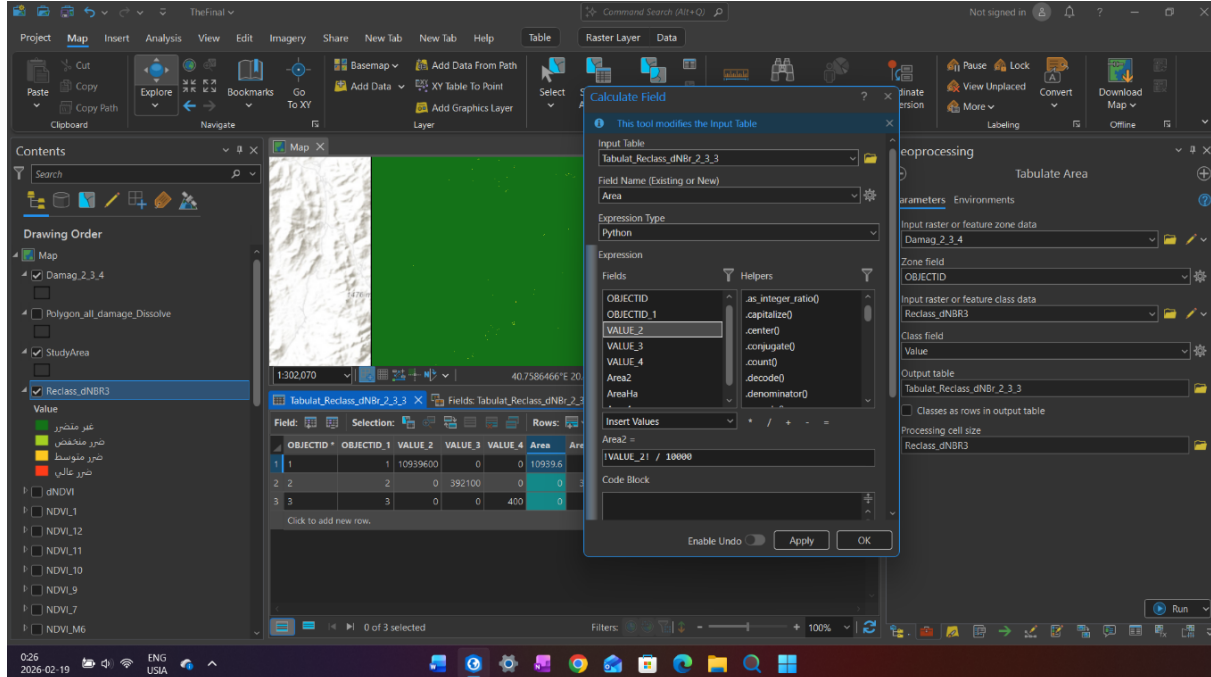 TheFinal
Command Search (Alt+Q)
Not signed in
Project Map Insert Analysis View Edit Imagery Share New Tab New Tab Help Table Raster Layer Data
Paste
Cut
Copy
Copy Path
Clipboard
Explore
Bookmarks
Go To XY
Navigate
Basemap
Add Data
Add Data From Path
XY Table To Point
Add Graphics Layer
Layer
Select
Pause
Lock
View Unplaced
More
Convert
Labeling
Download Map
Offline
Contents
Search
Drawing Order
Map
Damag_2_3_4
Polygon_all_damage_Dissolve
StudyArea
Reclass_dNBR3
Value
غير متضرر
ضرر منخفض
ضرر متوسط
ضرر عالي
dNDVI
NDVI_1
NDVI_12
NDVI_11
NDVI_10
NDVI_9
NDVI_7
NDVI_M6
Map
1:302,070
40.7586466°E 20.
Tabulat_Reclass_dNBr_2_3_3
Fields: Tabulat_Reclass_dNBr_2_3
Field:
Selection:
Rows:
OBJECTID * OBJECTID_1 VALUE_2 VALUE_3 VALUE_4 Area Are
1 1 1 10939600 0 0 10939.6
2 2 2 0 392100 0 0 3
3 3 3 0 0 400 0
Click to add new row.
0 of 3 selected
Filters:
100%
Calculate Field
This tool modifies the Input Table
Input Table
Tabulat_Reclass_dNBr_2_3_3
Field Name (Existing or New)
Area
Expression Type
Python
Expression
Fields
Helpers
OBJECTID
OBJECTID_1
VALUE_2
VALUE_3
VALUE_4
Area2
AreaHa
.as_integer_ratio()
.capitalize()
.center()
.conjugate()
.count()
.decode()
.denominator()
Insert Values
* / + - =
Area2 =
!VALUE_2! / 10000
Code Block
Enable Undo
Apply
OK
eoprocessing
Tabulate Area
arameters Environments
Input raster or feature zone data
Damag_2_3_4
Zone field
OBJECTID
Input raster or feature class data
Reclass_dNBR3
Class field
Value
Output table
Tabulat_Reclass_dNBr_2_3_3
Classes as rows in output table
Processing cell size
Reclass_dNBR3
Run
0:26
2026-02-19
ENG
USIA